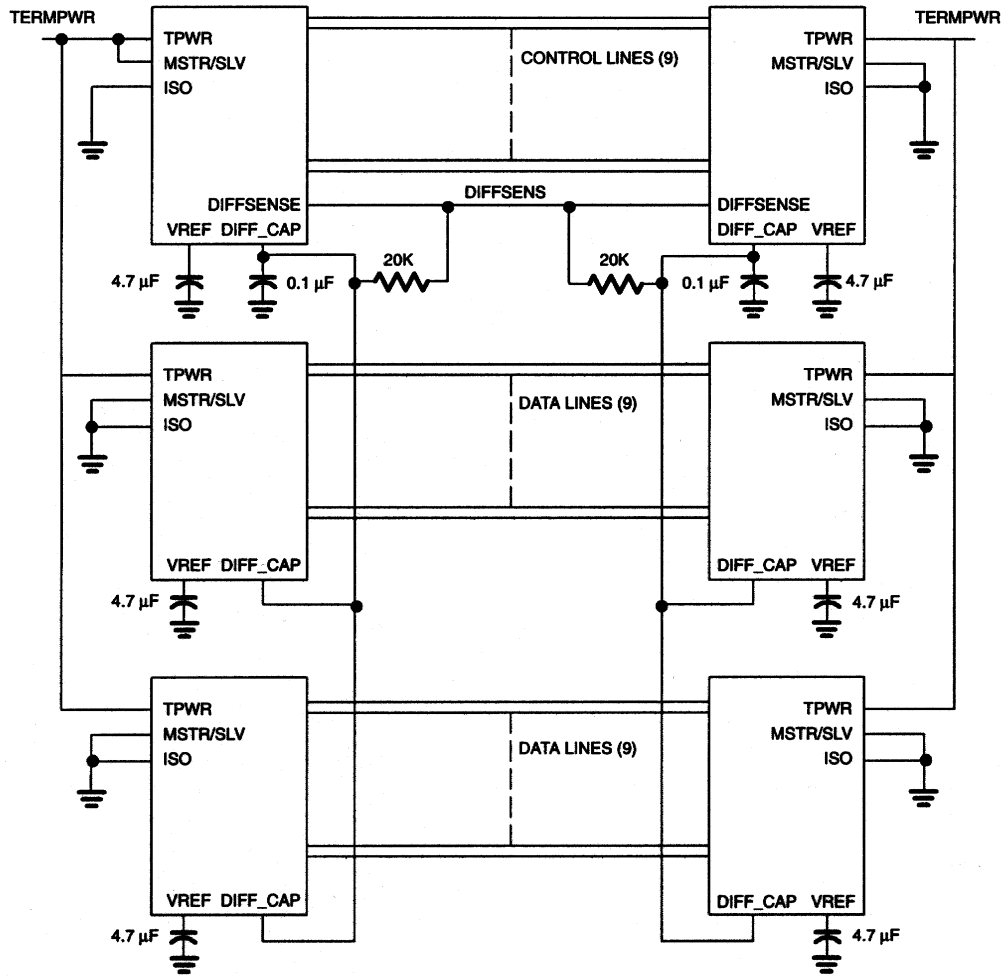 TERMPWR TERMPWR
TPWR TPWR
MSTR/SLV CONTROL LINES (9) MSTR/SLV
ISO ISO
DIFFSENS
DIFFSENSE DIFFSENSE
VREF DIFF_CAP DIFF_CAP VREF
20K 20K
4.7 µF 0.1 µF 0.1 µF 4.7 µF
TPWR TPWR
MSTR/SLV DATA LINES (9) MSTR/SLV
ISO ISO
VREF DIFF_CAP DIFF_CAP VREF
4.7 µF 4.7 µF
TPWR TPWR
MSTR/SLV DATA LINES (9) MSTR/SLV
ISO ISO
VREF DIFF_CAP DIFF_CAP VREF
4.7 µF 4.7 µF